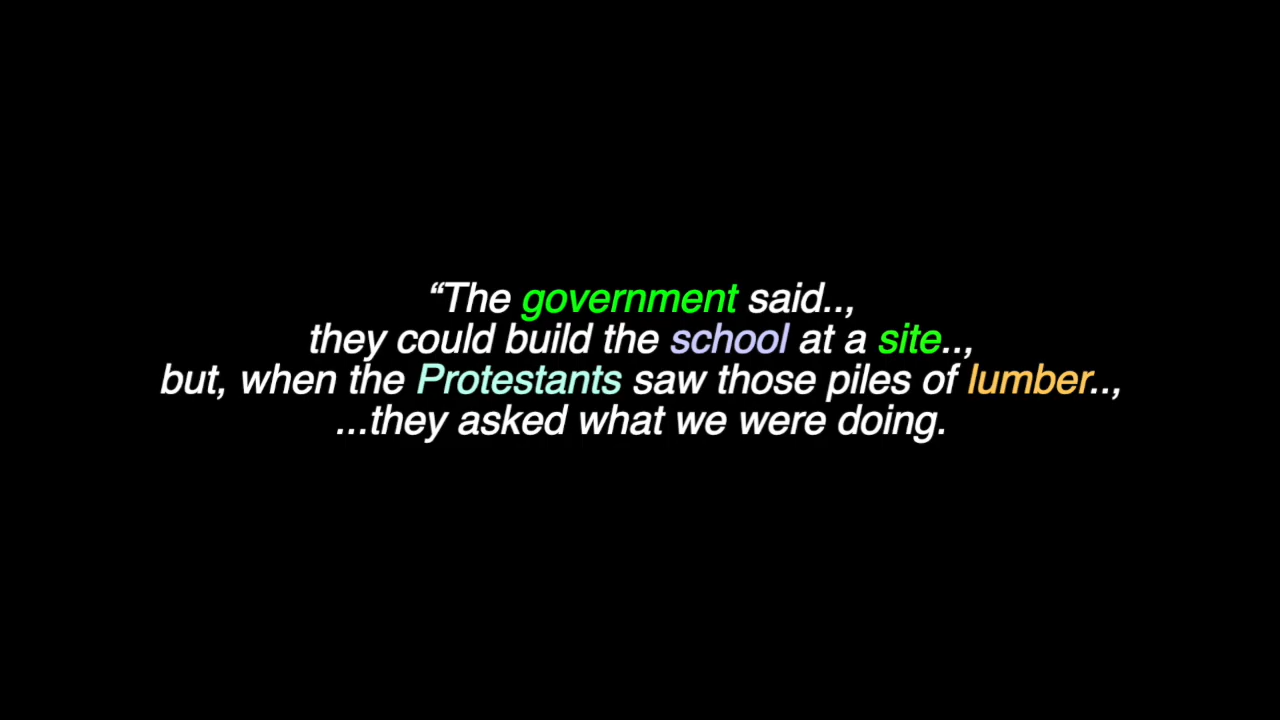 “The government said..,
they could build the school at a site..,
but, when the Protestants saw those piles of lumber..,
...they asked what we were doing.